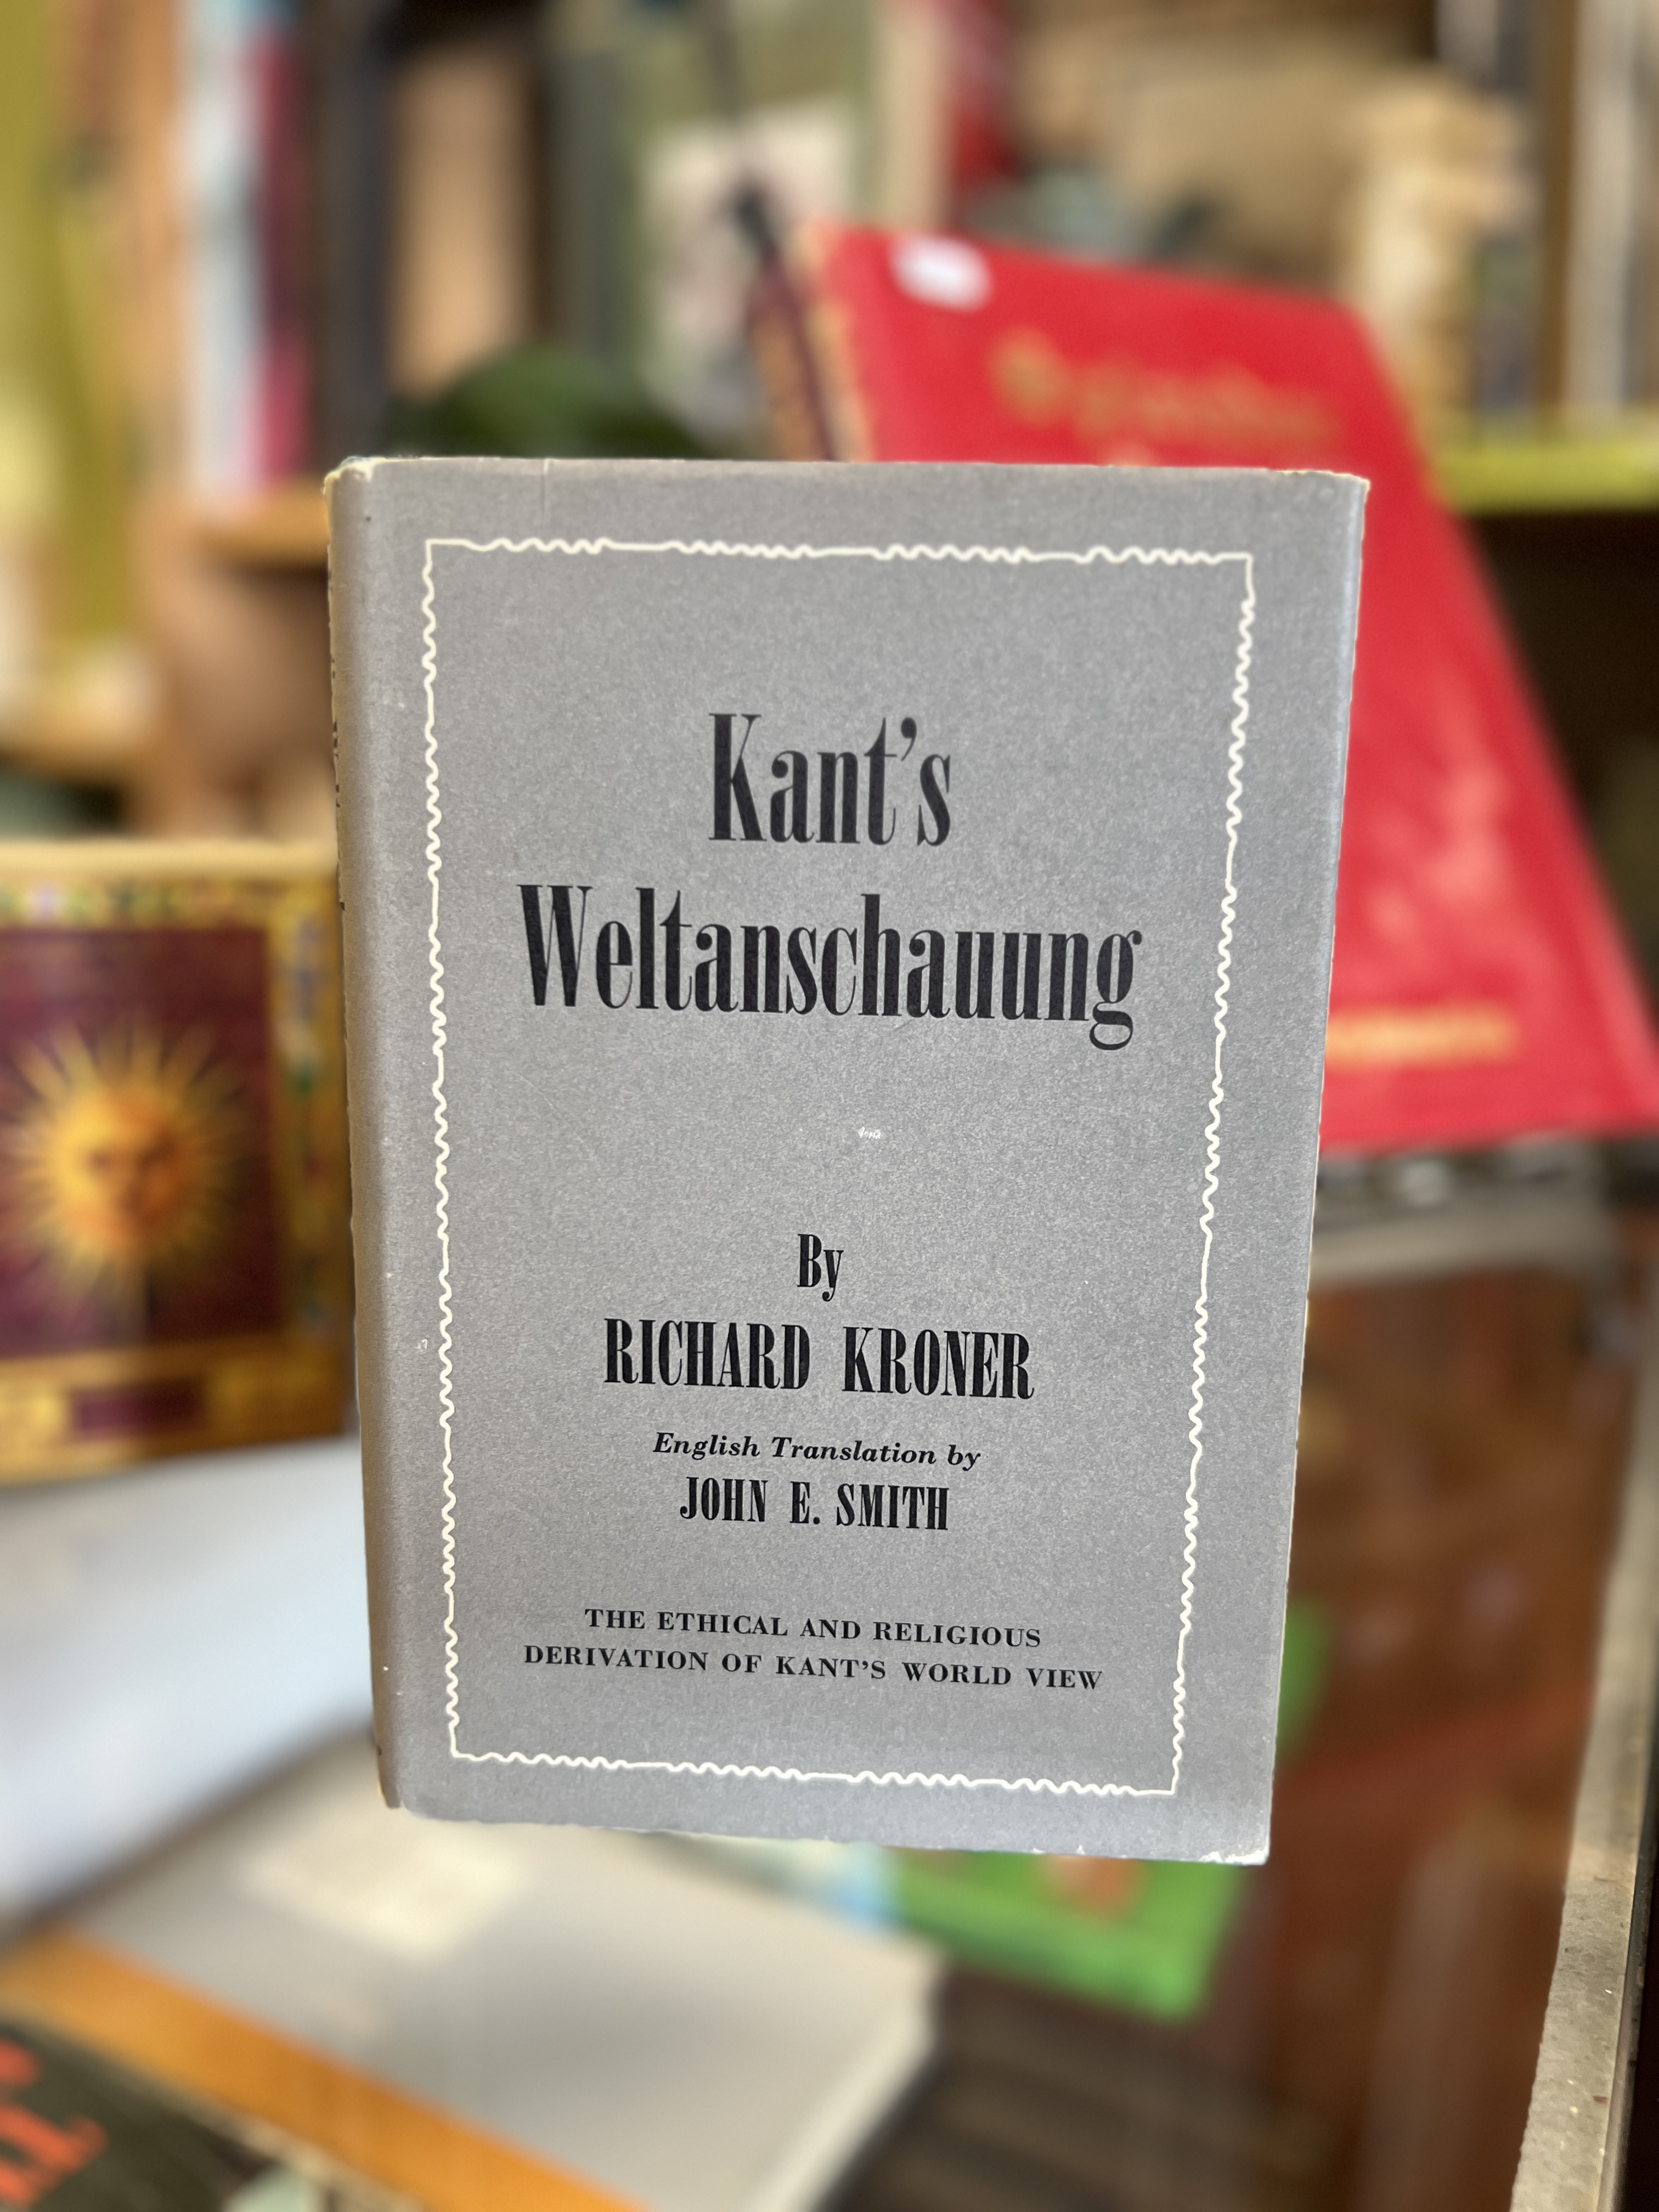 Kant's
Weltanschauung
By
RICHARD KRONER
English Translation by
JOHN E. SMITH
THE ETHICAL AND RELIGIOUS
DERIVATION OF KANT'S WORLD VIEW